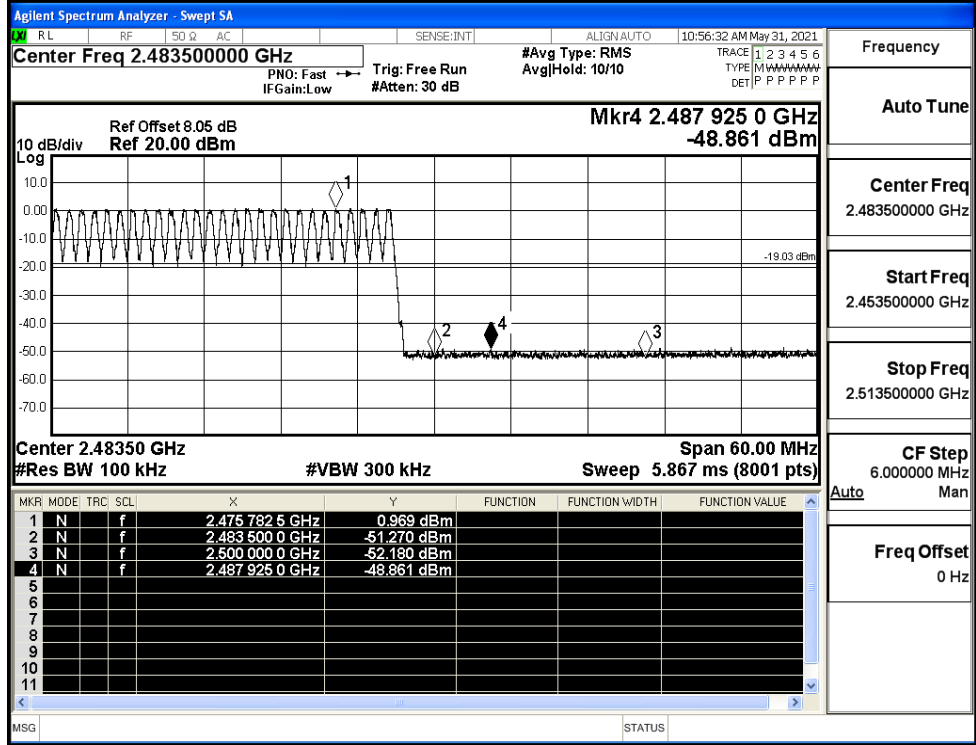 Agilent Spectrum Analyzer - Swept SA
LXI RL RF 50 Ω AC SENSE:INT ALIGNAUTO 10:56:32 AM May 31, 2021
Center Freq 2.483500000 GHz
PNO: Fast
IFGain:Low
Trig: Free Run
#Atten: 30 dB
#Avg Type: RMS
Avg|Hold: 10/10
TRACE 1 2 3 4 5 6
TYPE M WWWWW
DET P P P P P P
Mkr4 2.487 925 0 GHz
-48.861 dBm
Ref Offset 8.05 dB
10 dB/div Ref 20.00 dBm
Log
10.0
0.00
-10.0
-20.0
-30.0
-40.0
-50.0
-60.0
-70.0
1
-19.03 dBm
2
4
3
Center 2.48350 GHz Span 60.00 MHz
#Res BW 100 kHz #VBW 300 kHz Sweep 5.867 ms (8001 pts)
MKR MODE TRC SCL X Y FUNCTION FUNCTION WIDTH FUNCTION VALUE
1 N f 2.475 782 5 GHz 0.969 dBm
2 N f 2.483 500 0 GHz -51.270 dBm
3 N f 2.500 000 0 GHz -52.180 dBm
4 N f 2.487 925 0 GHz -48.861 dBm
5
6
7
8
9
10
11
MSG STATUS
Frequency
Auto Tune
Center Freq
2.483500000 GHz
Start Freq
2.453500000 GHz
Stop Freq
2.513500000 GHz
CF Step
6.000000 MHz
Auto Man
Freq Offset
0 Hz